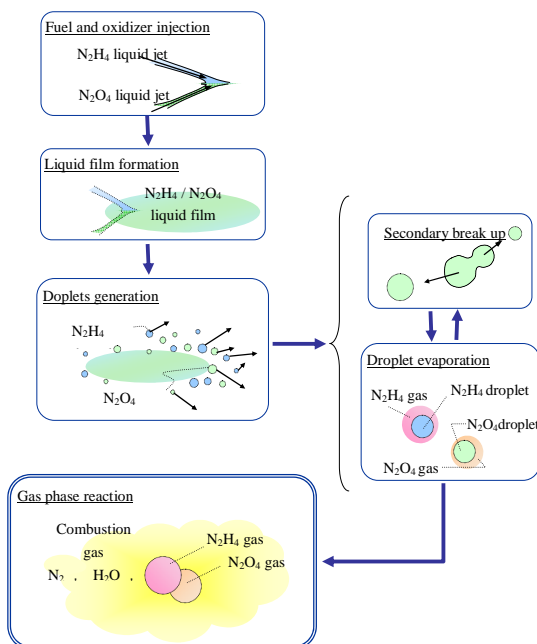 Fuel and oxidizer injection
N₂H₄ liquid jet
N₂O₄ liquid jet
Liquid film formation
N₂H₄ / N₂O₄
liquid film
Doplets generation
N₂H₄
N₂O₄
Secondary break up
Droplet evaporation
N₂H₄ gas
N₂H₄ droplet
N₂O₄droplet
N₂O₄ gas
Gas phase reaction
Combustion
gas
N₂ , H₂O ,
N₂H₄ gas
N₂O₄ gas